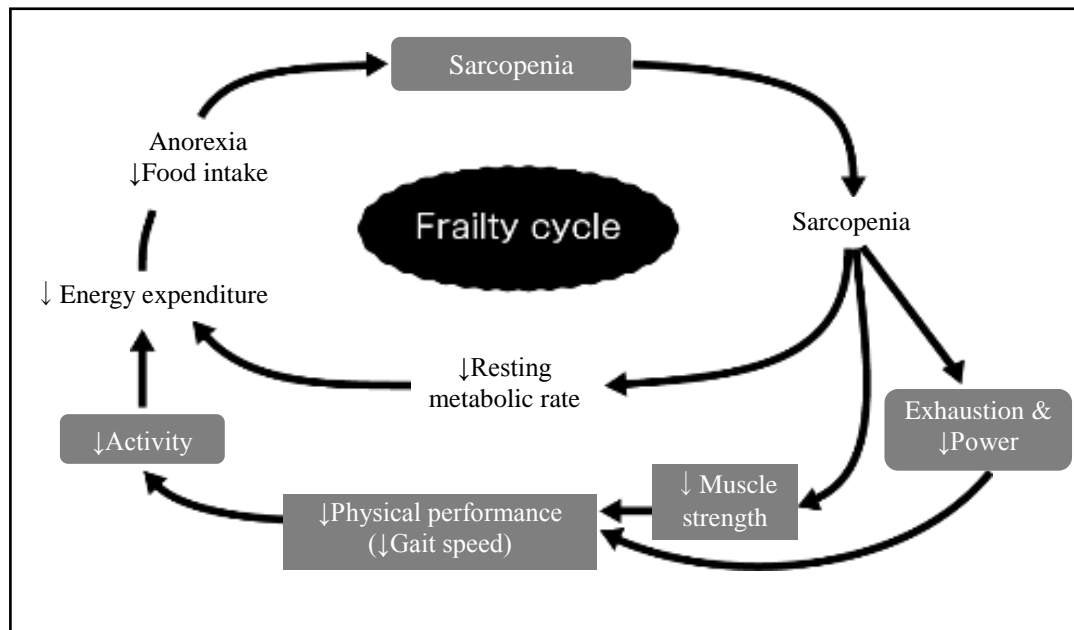 Sarcopenia
Anorexia
↓Food intake
Frailty cycle
Sarcopenia
↓ Energy expenditure
↓Resting
metabolic rate
Exhaustion &
↓Power
↓Activity
↓ Muscle
strength
↓Physical performance
(↓Gait speed)